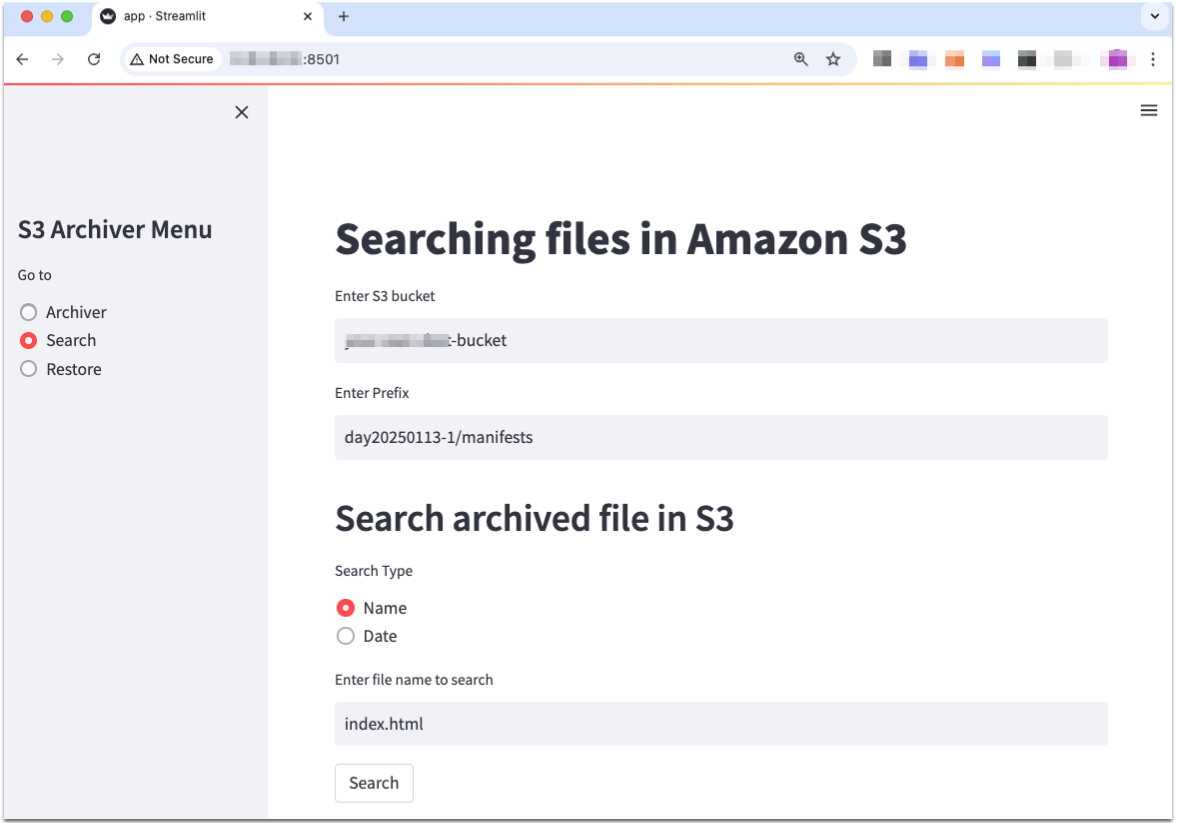 app · Streamlit
Not Secure :8501
S3 Archiver Menu
Go to
Archiver
Search
Restore
Searching files in Amazon S3
Enter S3 bucket
-bucket
Enter Prefix
day20250113-1/manifests
Search archived file in S3
Search Type
Name
Date
Enter file name to search
index.html
Search